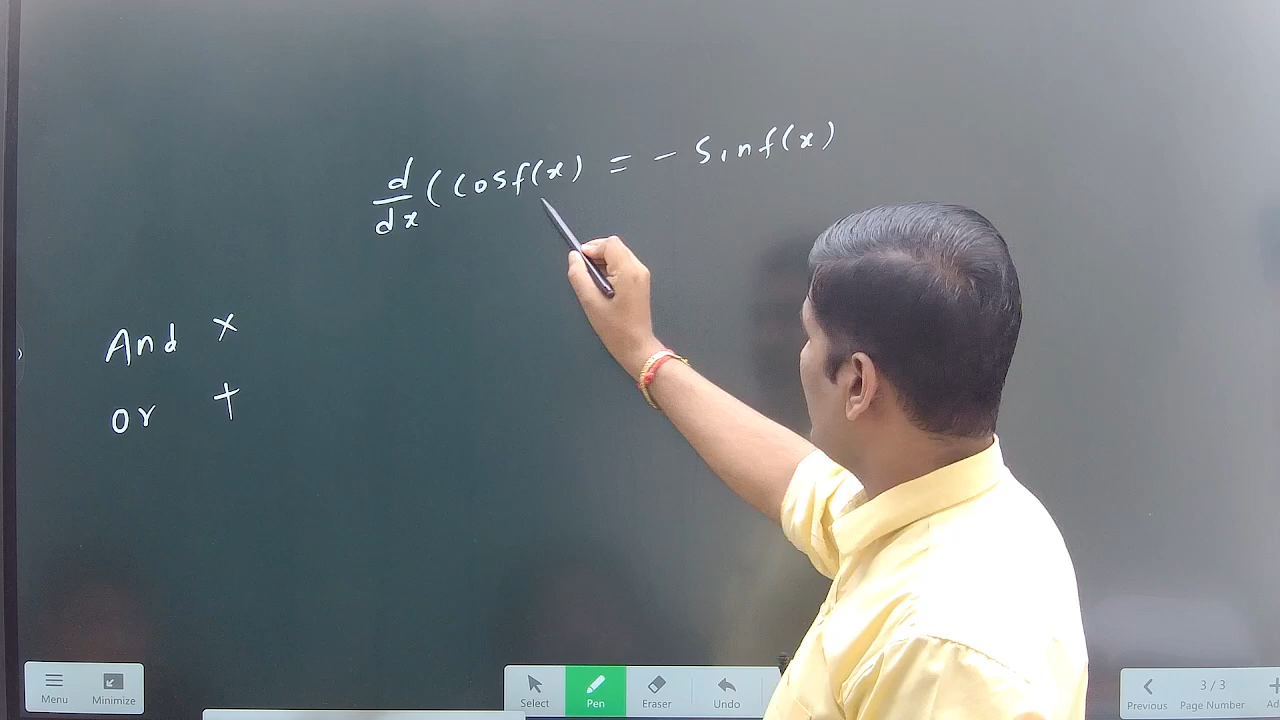 d/dx (cosf(x) = - sinf(x)
And x
or +
Menu Minimize
Select Pen Eraser Undo
Previous 3 / 3 Page Number